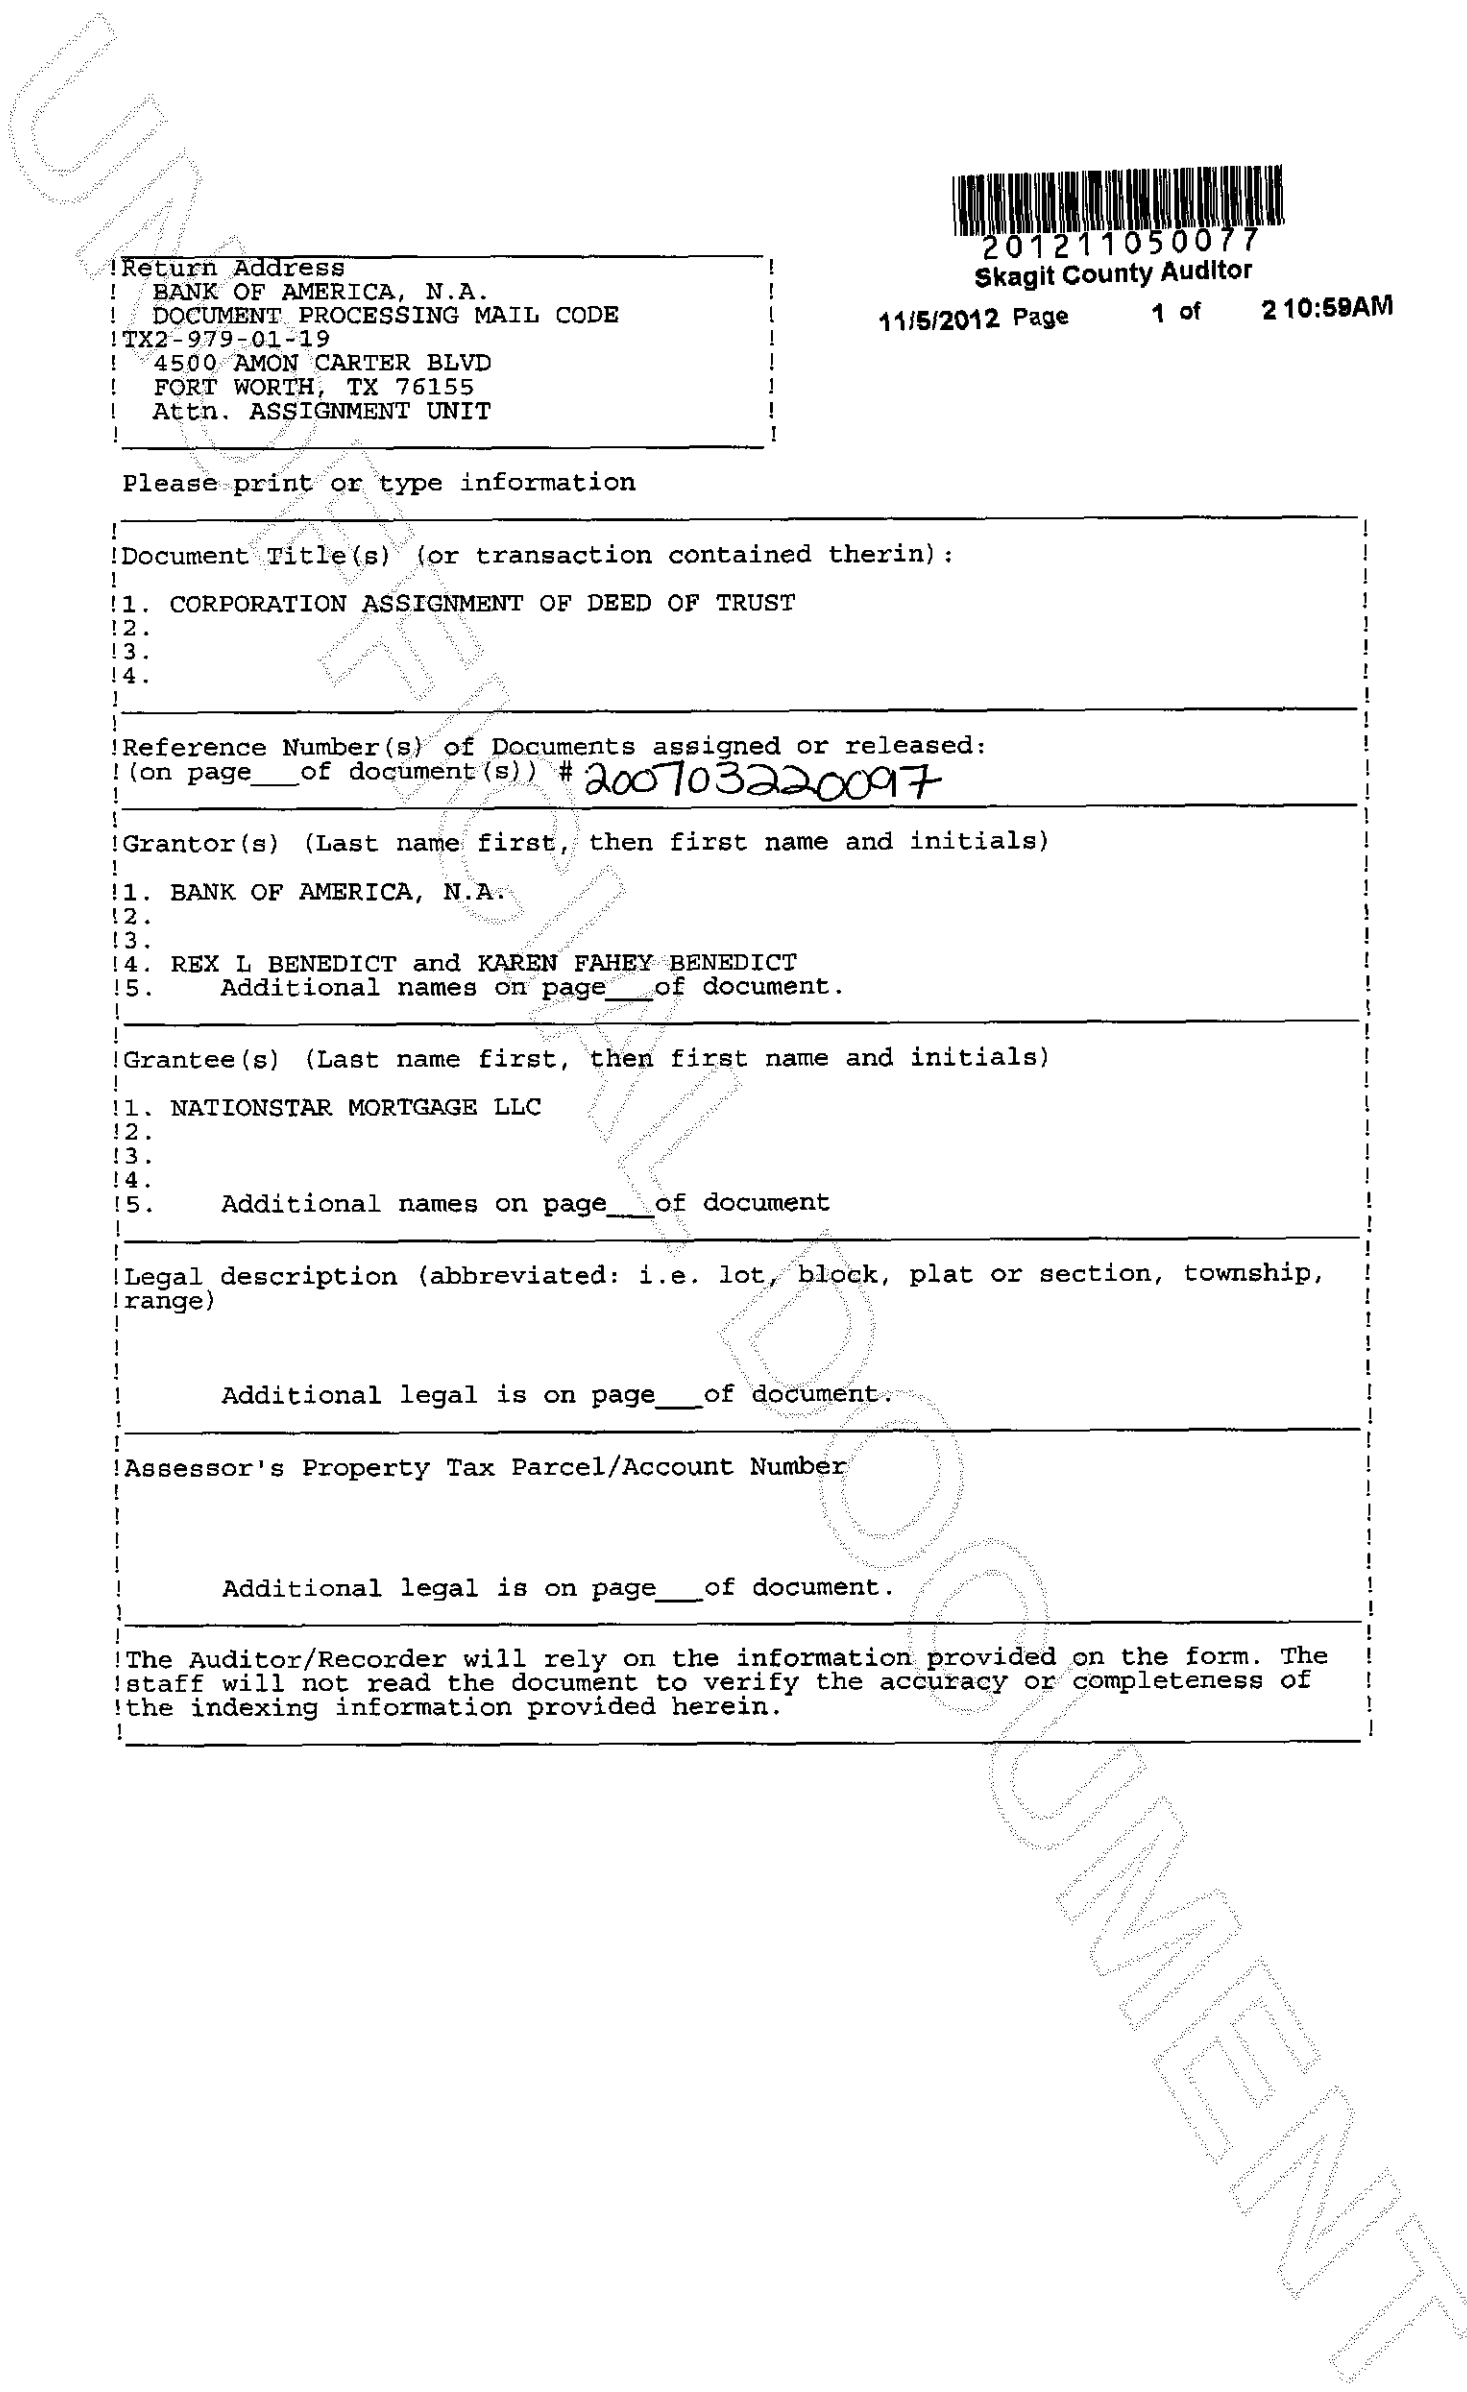 201211050077
Skagit County Auditor
11/5/2012 Page 1 of 2 10:59AM
Return Address
BANK OF AMERICA, N.A.
DOCUMENT PROCESSING MAIL CODE
TX2-979-01-19
4500 AMON CARTER BLVD
FORT WORTH, TX 76155
Attn. ASSIGNMENT UNIT
Please print or type information
Document Title(s) (or transaction contained therin):
1. CORPORATION ASSIGNMENT OF DEED OF TRUST
2.
3.
4.
Reference Number(s) of Documents assigned or released:
(on page___of document(s)) # 200703220097
Grantor(s) (Last name first, then first name and initials)
1. BANK OF AMERICA, N.A.
2.
3.
4. REX L BENEDICT and KAREN FAHEY BENEDICT
5. Additional names on page___of document.
Grantee(s) (Last name first, then first name and initials)
1. NATIONSTAR MORTGAGE LLC
2.
3.
4.
5. Additional names on page___of document
Legal description (abbreviated: i.e. lot, block, plat or section, township,
range)
Additional legal is on page___of document.
Assessor's Property Tax Parcel/Account Number
Additional legal is on page___of document.
The Auditor/Recorder will rely on the information provided on the form. The
staff will not read the document to verify the accuracy or completeness of
the indexing information provided herein.
UNOFFICIAL DOCUMENT